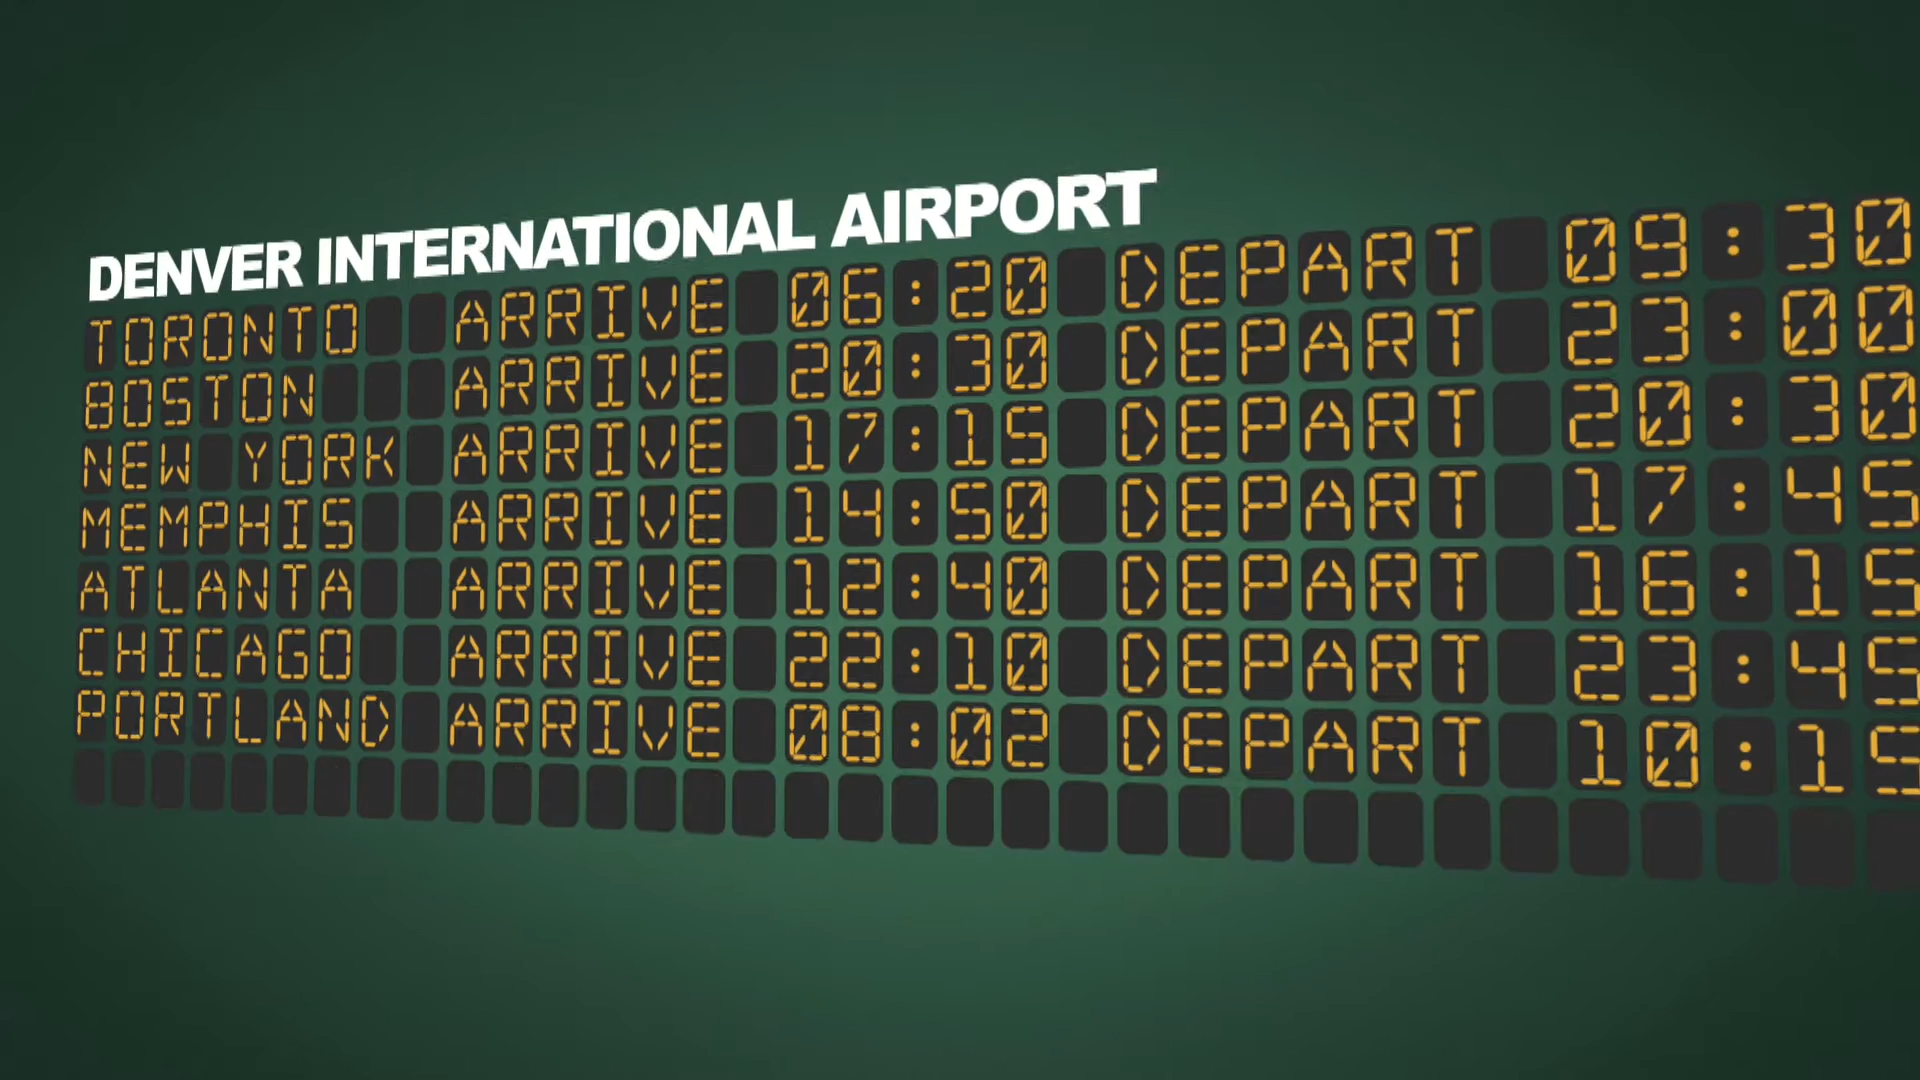 DENVER INTERNATIONAL AIRPORT
TORONTO ARRIVE 06:20 DEPART 09:30
BOSTON ARRIVE 20:30 DEPART 23:00
NEW YORK ARRIVE 17:15 DEPART 20:30
MEMPHIS ARRIVE 14:50 DEPART 17:45
ATLANTA ARRIVE 12:40 DEPART 16:15
CHICAGO ARRIVE 22:10 DEPART 23:45
PORTLAND ARRIVE 08:02 DEPART 10:15